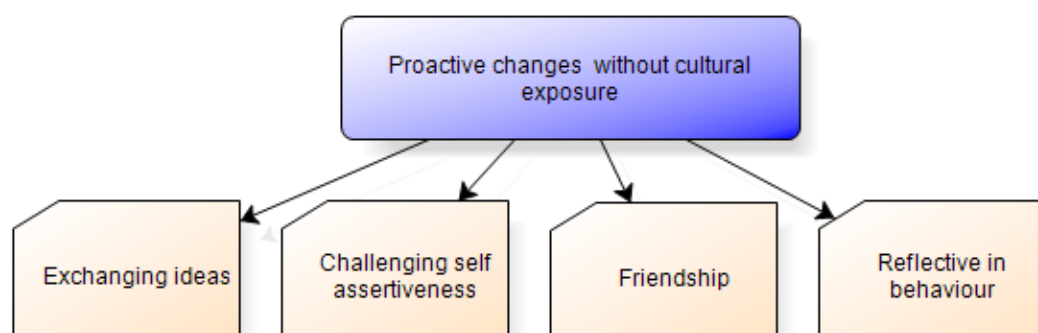 Proactive changes without cultural
exposure
Exchanging ideas
Challenging self
assertiveness
Friendship
Reflective in
behaviour